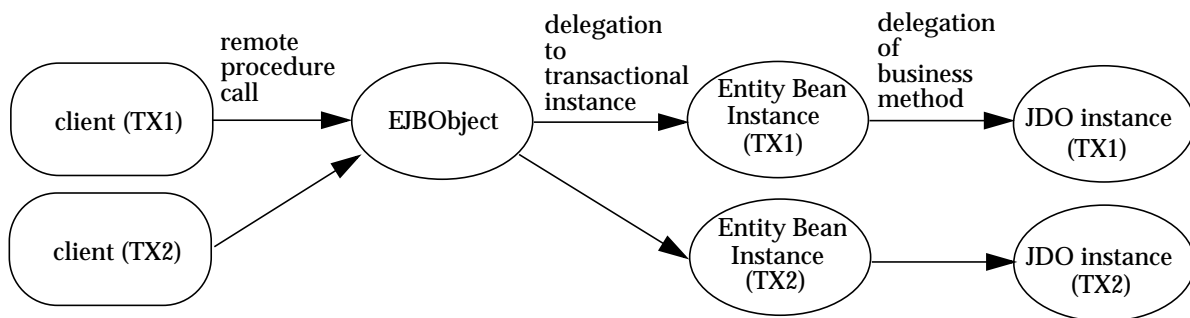 remote
procedure
call
delegation
to
transactional
instance
delegation
of
business
method
client (TX1)
EJBObject
Entity Bean
Instance
(TX1)
JDO instance
(TX1)
client (TX2)
Entity Bean
Instance
(TX2)
JDO instance
(TX2)